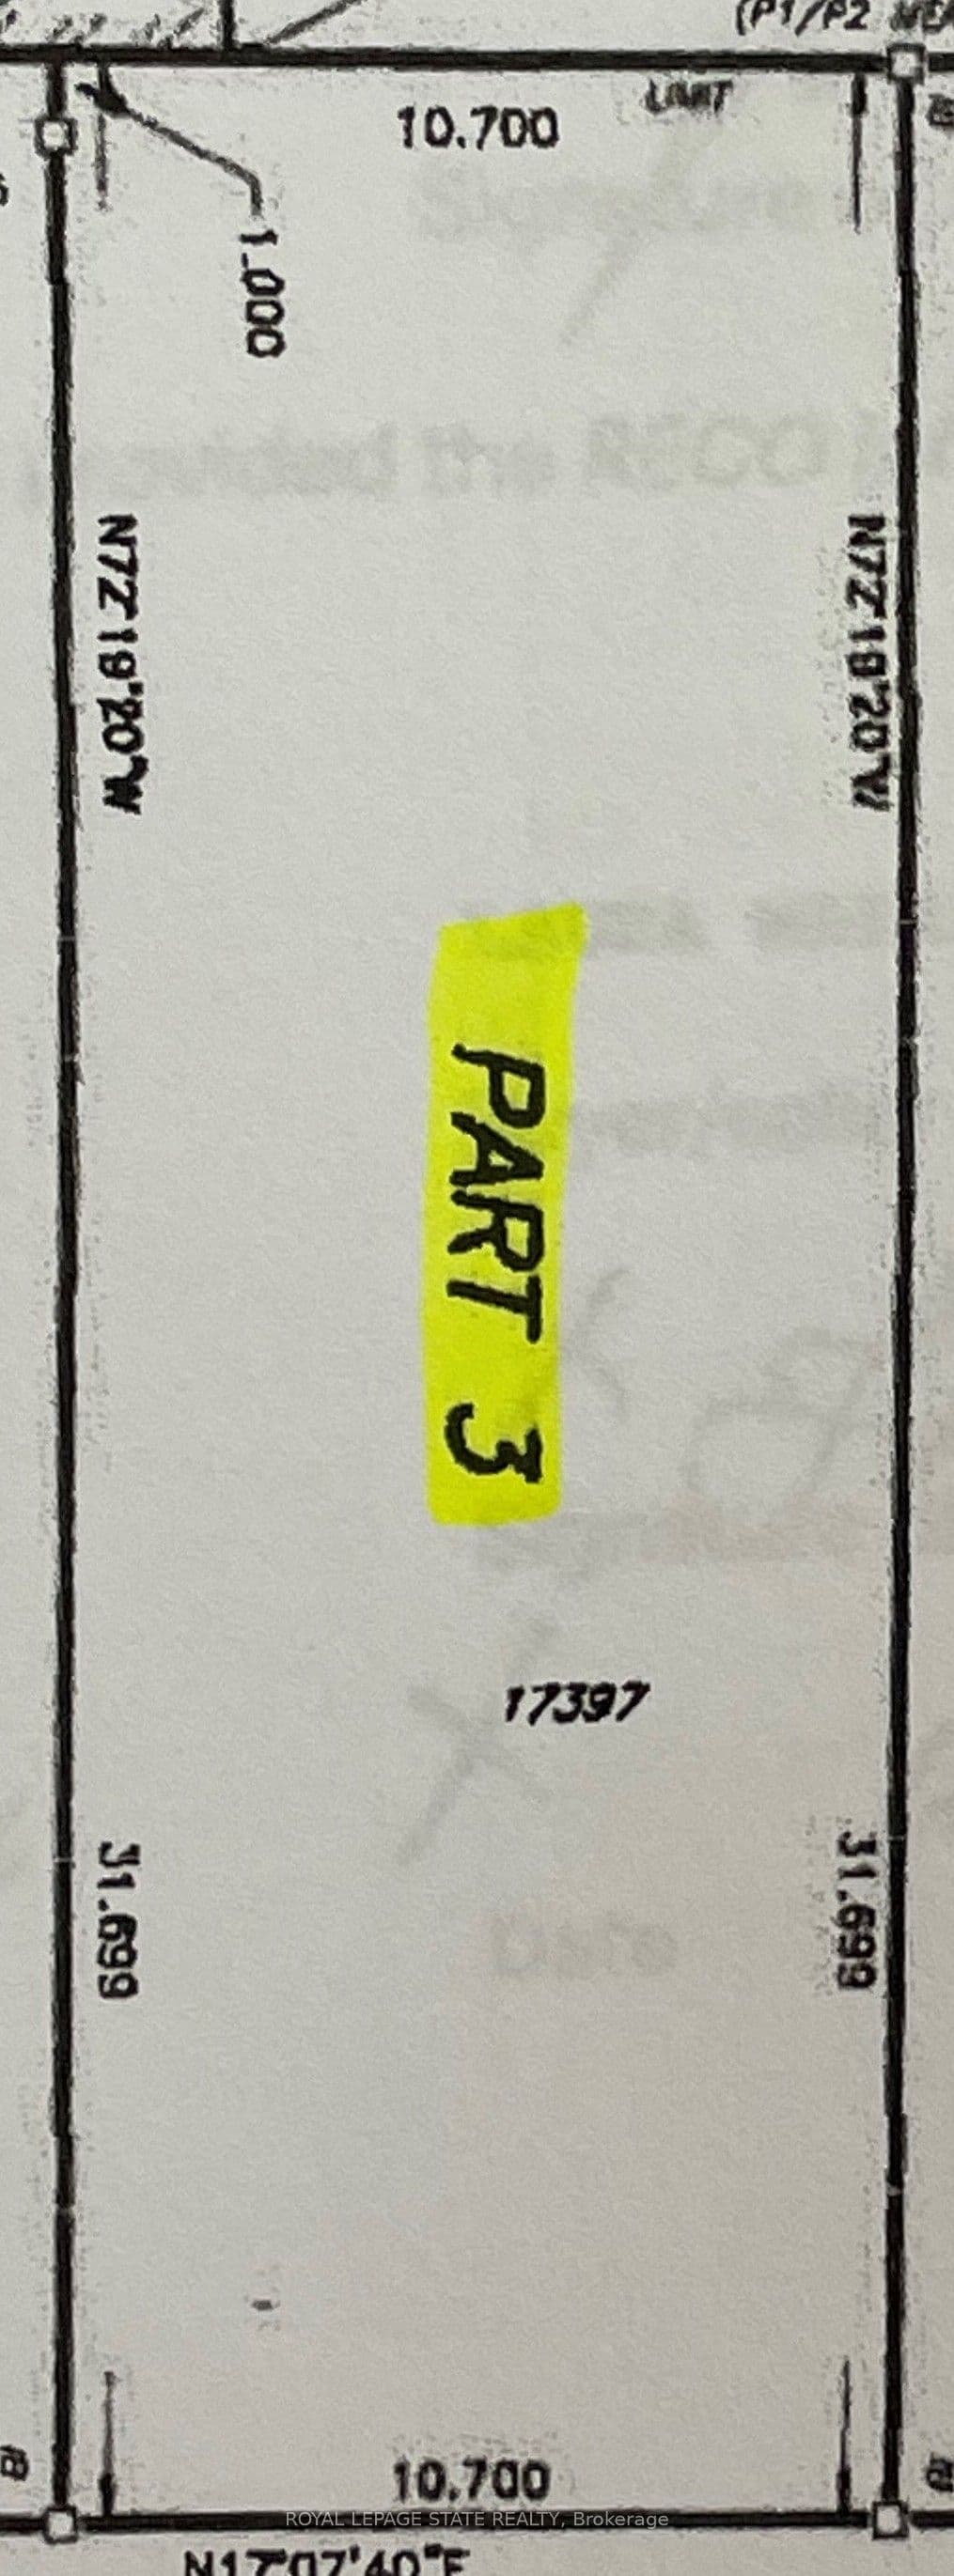 (P1/P2
LIMIT
10.700
1.000
N72°19'20"W
N72°19'20"W
PART 3
17397
31.699
31.699
10.700
IB
ROYAL LEPAGE STATE REALTY, Brokerage
N17°07'40"E